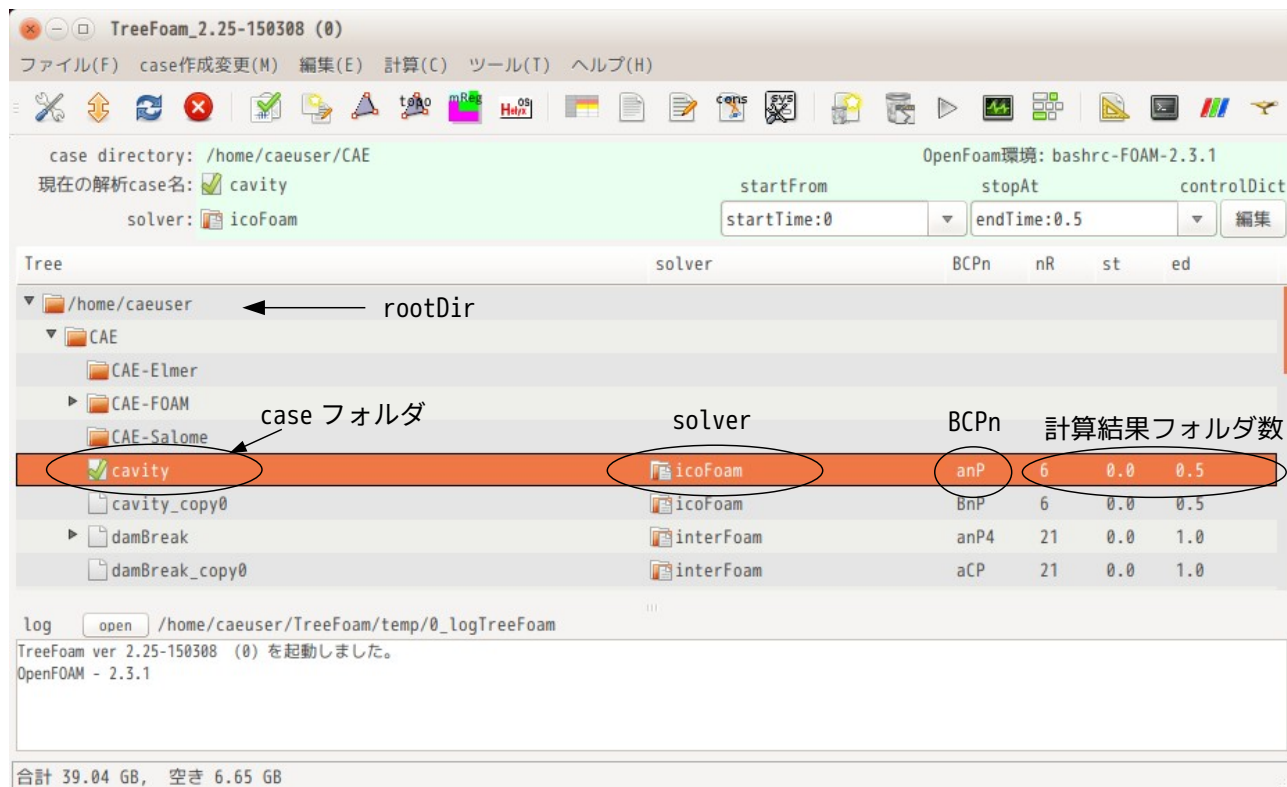 TreeFoam_2.25-150308 (0)
ファイル(F) case作成変更(M) 編集(E) 計算(C) ツール(T) ヘルプ(H)
topo mReg HelyxOS cons sys
case directory: /home/caeuser/CAE OpenFoam環境: bashrc-FOAM-2.3.1
現在の解析case名: cavity startFrom stopAt controlDict
solver: icoFoam startTime:0 endTime:0.5 編集
Tree solver BCPn nR st ed
/home/caeuser rootDir
CAE
CAE-Elmer
CAE-FOAM
case フォルダ solver BCPn 計算結果フォルダ数
CAE-Salome
cavity icoFoam anP 6 0.0 0.5
cavity_copy0 icoFoam BnP 6 0.0 0.5
damBreak interFoam anP4 21 0.0 1.0
damBreak_copy0 interFoam aCP 21 0.0 1.0
log open /home/caeuser/TreeFoam/temp/0_logTreeFoam
TreeFoam ver 2.25-150308 (0) を起動しました。
OpenFOAM - 2.3.1
合計 39.04 GB, 空き 6.65 GB